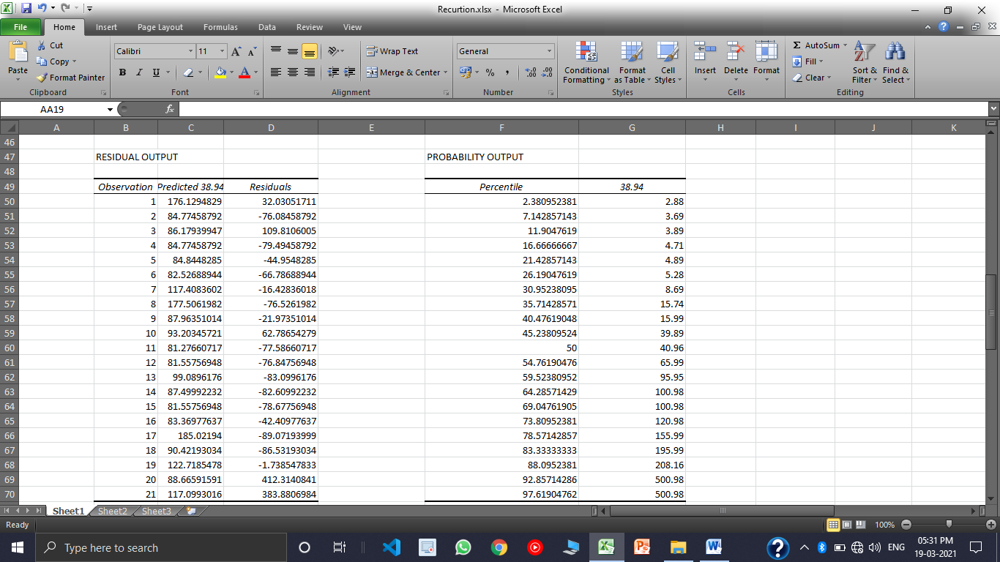 Recurtion.xlsx - Microsoft Excel
File Home Insert Page Layout Formulas Data Review View
Paste
Cut
Copy
Format Painter
Clipboard
Calibri 11
B I U
Font
Wrap Text
Merge & Center
Alignment
General
Number
Conditional Formatting
Format as Table
Cell Styles
Styles
Insert Delete Format
Cells
Σ AutoSum
Fill
Clear
Sort & Filter
Find & Select
Editing
AA19 fx
A B C D E F G H I J K
46
47 RESIDUAL OUTPUT PROBABILITY OUTPUT
48
49 Observation Predicted 38.94 Residuals Percentile 38.94
50 1 176.1294829 32.03051711 2.380952381 2.88
51 2 84.77458792 -76.08458792 7.142857143 3.69
52 3 86.17939947 109.8106005 11.9047619 3.89
53 4 84.77458792 -79.49458792 16.66666667 4.71
54 5 84.8448285 -44.9548285 21.42857143 4.89
55 6 82.52688944 -66.78688944 26.19047619 5.28
56 7 117.4083602 -16.42836018 30.95238095 8.69
57 8 177.5061982 -76.5261982 35.71428571 15.74
58 9 87.96351014 -21.97351014 40.47619048 15.99
59 10 93.20345721 62.78654279 45.23809524 39.89
60 11 81.27660717 -77.58660717 50 40.96
61 12 81.55756948 -76.84756948 54.76190476 65.99
62 13 99.0896176 -83.0996176 59.52380952 95.95
63 14 87.49992232 -82.60992232 64.28571429 100.98
64 15 81.55756948 -78.67756948 69.04761905 100.98
65 16 83.36977637 -42.40977637 73.80952381 120.98
66 17 185.02194 -89.07193999 78.57142857 155.99
67 18 90.42193034 -86.53193034 83.33333333 195.99
68 19 122.7185478 -1.738547833 88.0952381 208.16
69 20 88.66591591 412.3140841 92.85714286 500.98
70 21 117.0993016 383.8806984 97.61904762 500.98
Sheet1 Sheet2 Sheet3
Ready 100%
Type here to search
ENG
05:31 PM
19-03-2021